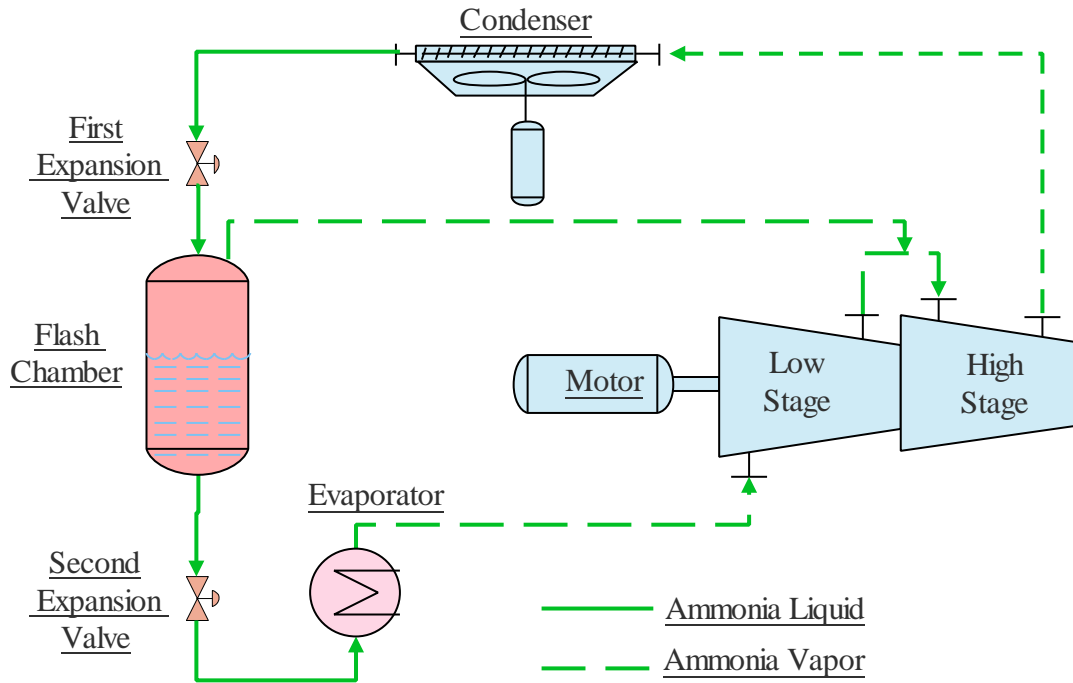 Condenser
First
Expansion
Valve
Flash
Chamber
Motor
Low
Stage
High
Stage
Evaporator
Second
Expansion
Valve
Ammonia Liquid
Ammonia Vapor